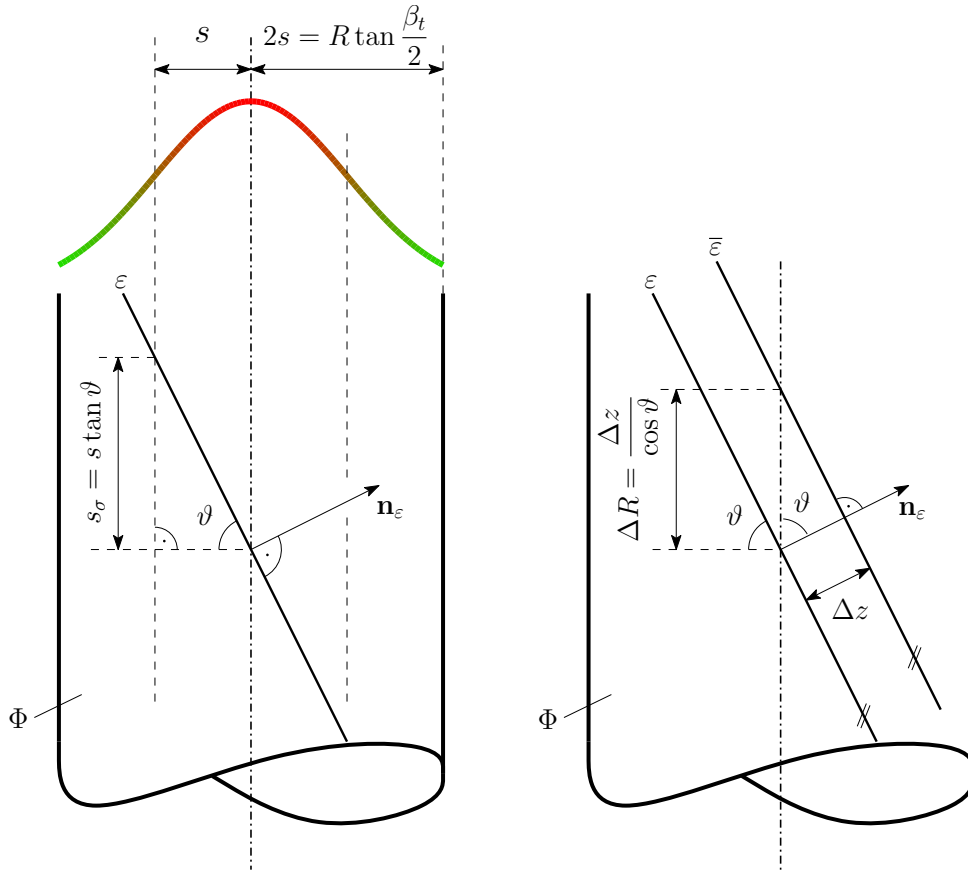 s
2s = R tan β_t/2
ε
s_σ = s tan ϑ
ϑ
n_ε
Φ
ε̅
ε
ΔR = Δz/cos ϑ
ϑ
ϑ
n_ε
Δz
Φ